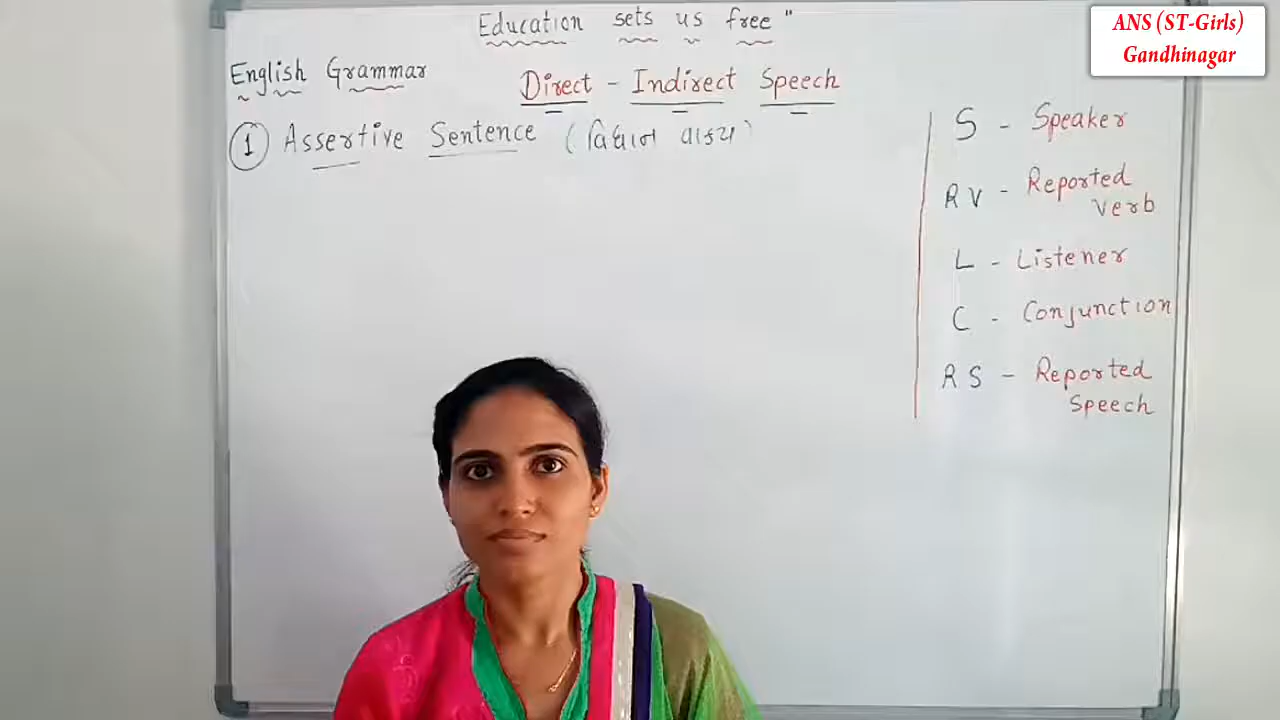 Education sets us free"
ANS (ST-Girls)
Gandhinagar
English Grammar
Direct - Indirect Speech
1 Assertive Sentence (વિધાન વાક્ય)
S - Speaker
RV - Reported
Verb
L - Listener
C - Conjunction
RS - Reported
Speech